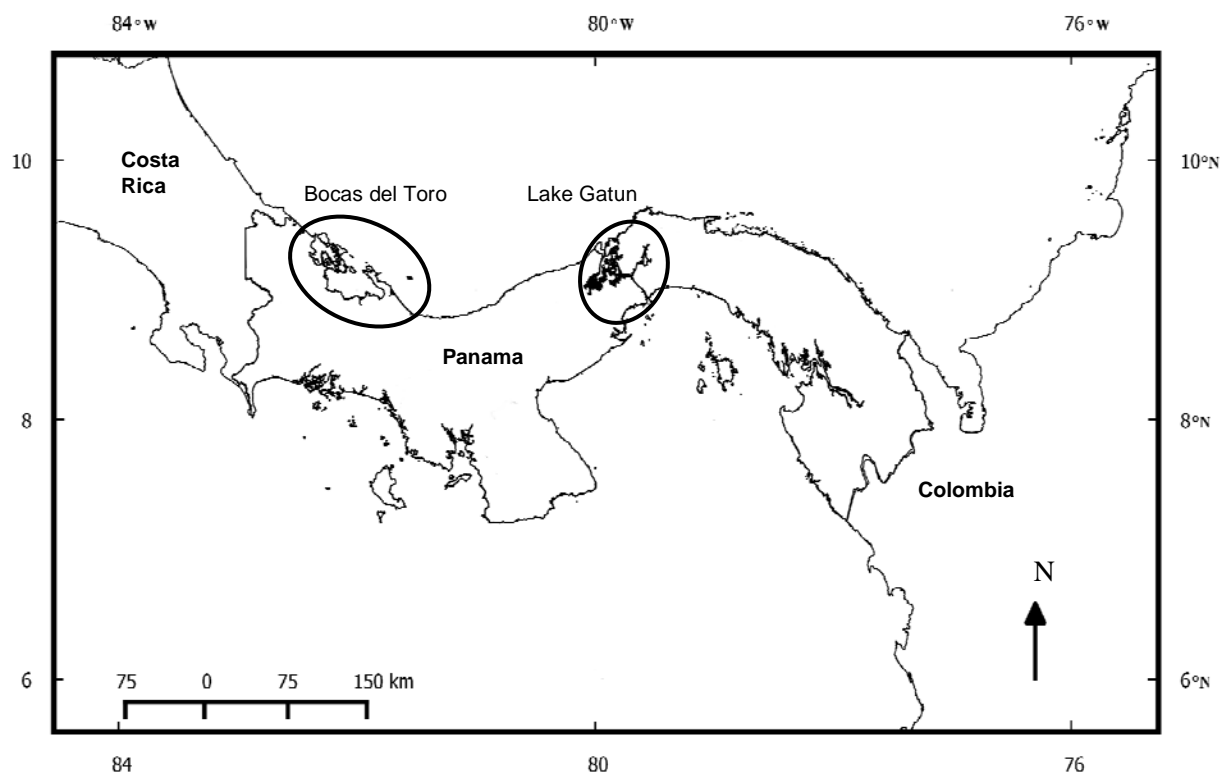 84°W 80°W 76°W
10 10°N
Costa
Rica
Bocas del Toro Lake Gatun
Panama
8 8°N
Colombia
N
75 0 75 150 km
6 6°N
84 80 76